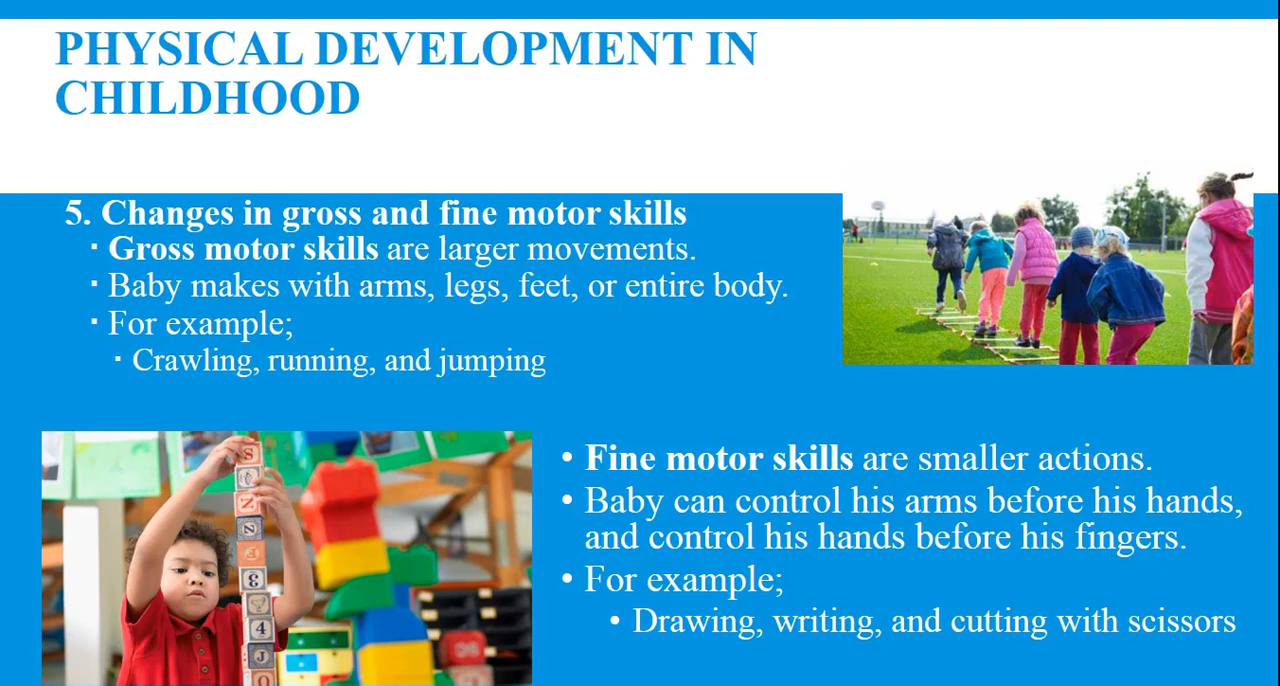 PHYSICAL DEVELOPMENT IN
CHILDHOOD
5. Changes in gross and fine motor skills
▪ Gross motor skills are larger movements.
▪ Baby makes with arms, legs, feet, or entire body.
▪ For example;
▪ Crawling, running, and jumping
• Fine motor skills are smaller actions.
• Baby can control his arms before his hands,
and control his hands before his fingers.
• For example;
• Drawing, writing, and cutting with scissors
S
Z
N
4
J